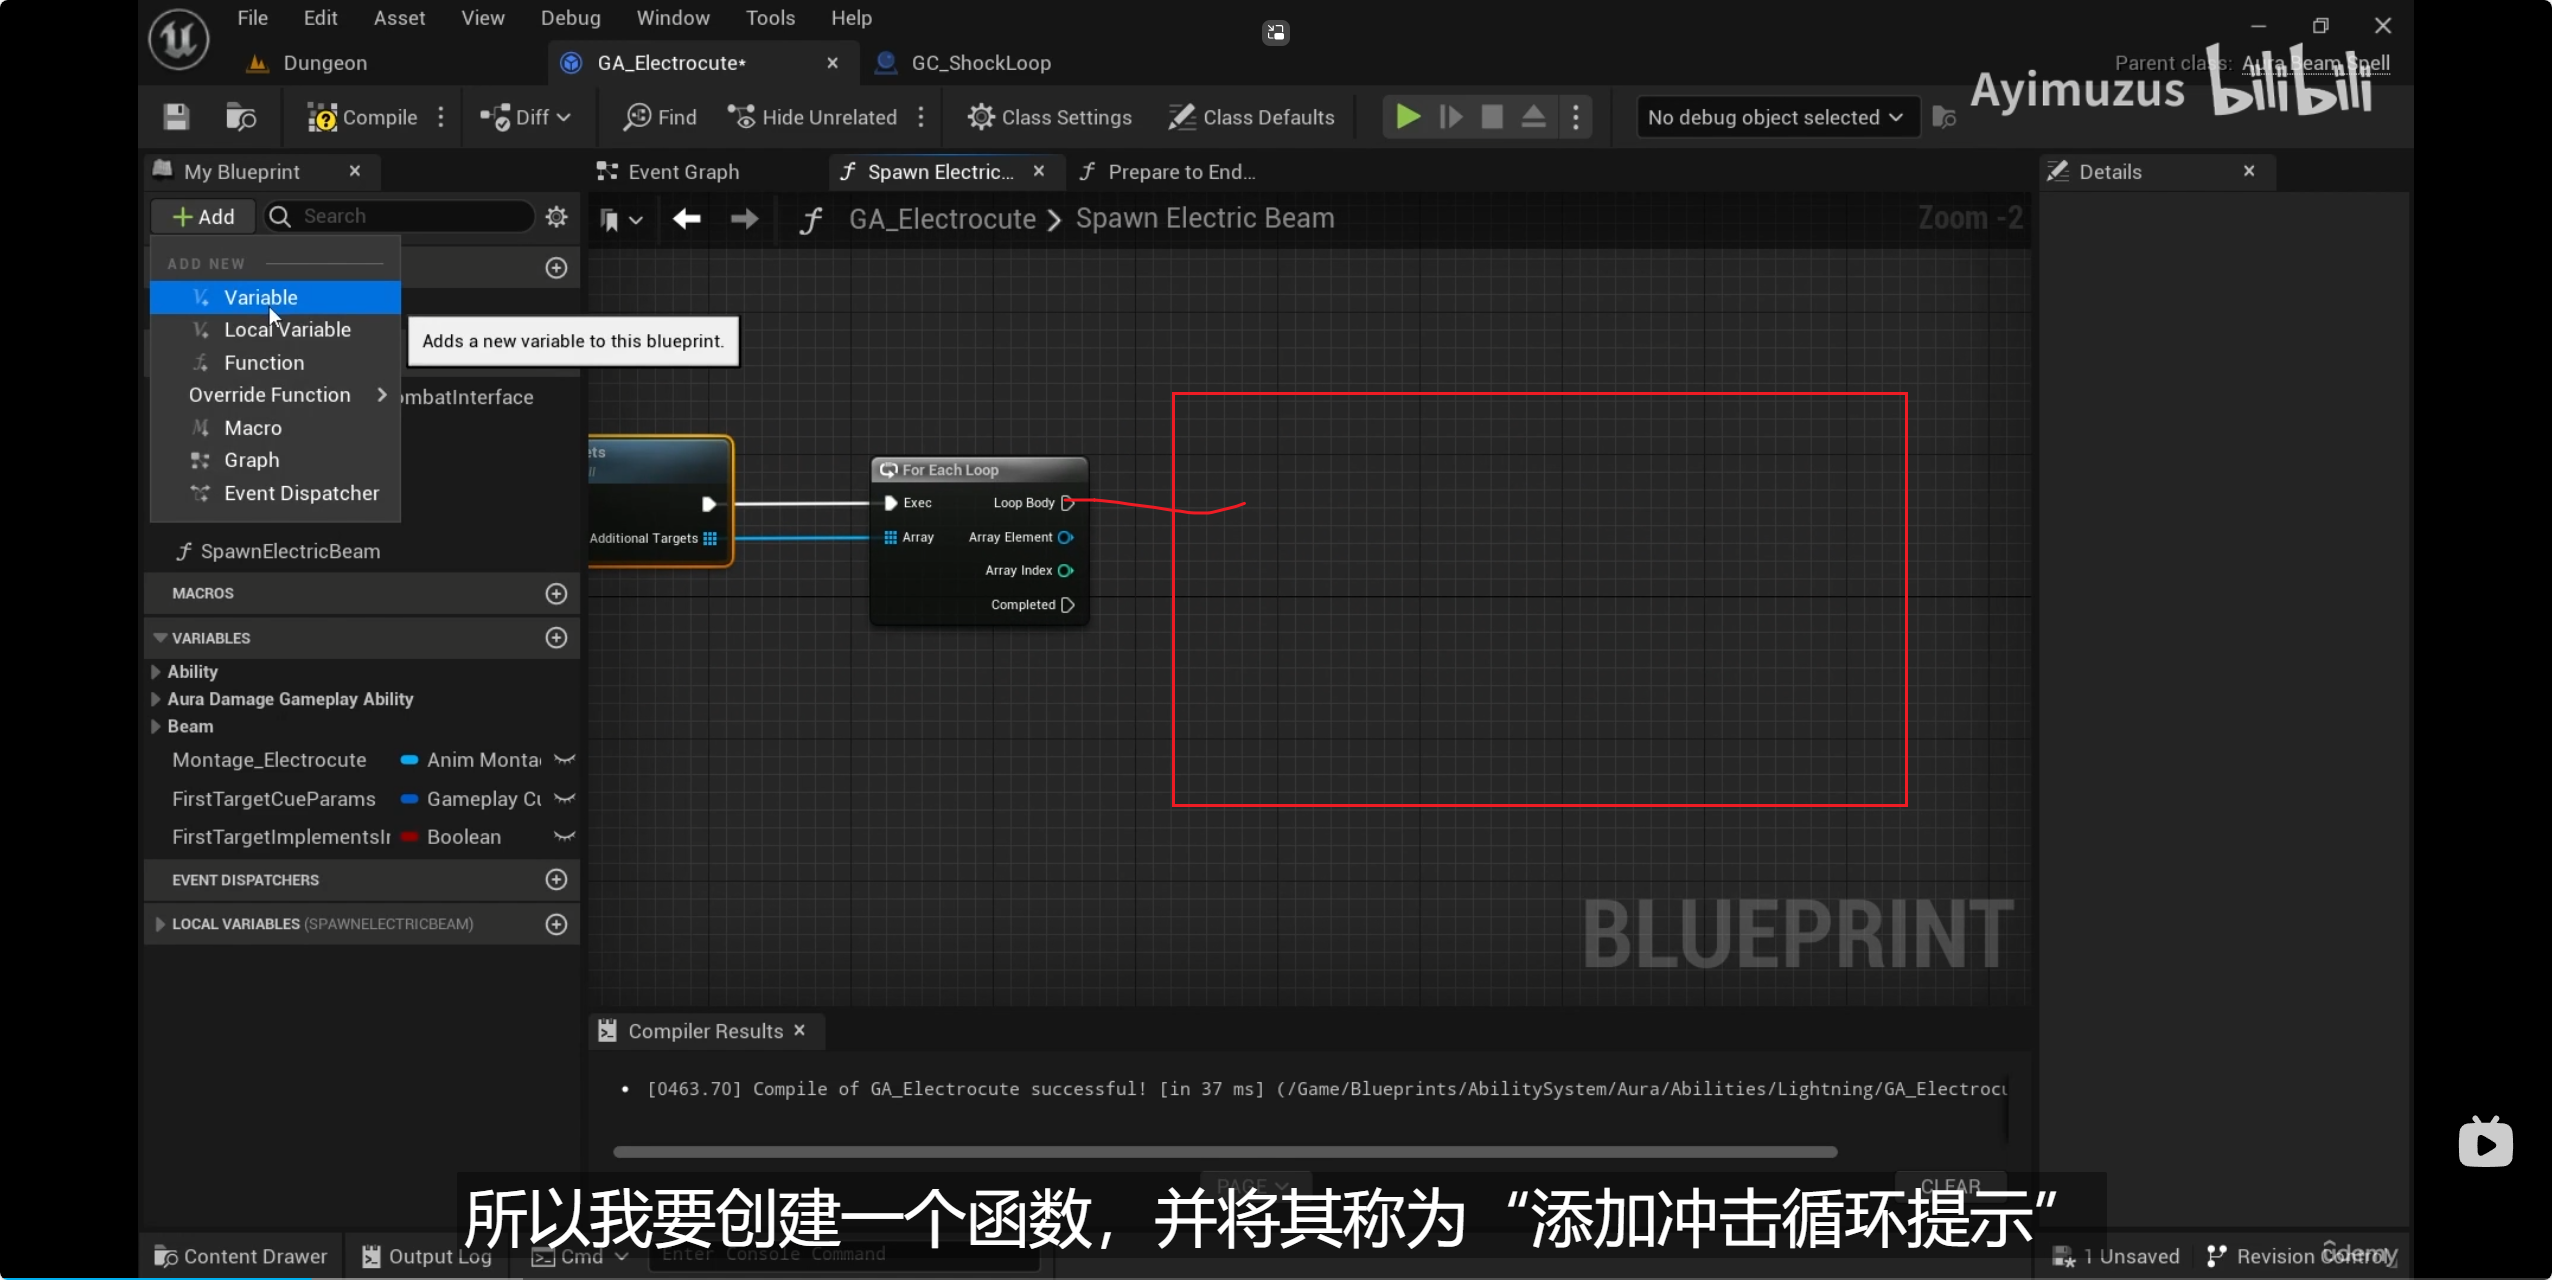 File Edit Asset View Debug Window Tools Help
Dungeon
GA_Electrocute*
GC_ShockLoop
Parent class: Aura Beam Spell
Ayimuzus bilibili
Compile
Diff
Find
Hide Unrelated
Class Settings
Class Defaults
No debug object selected
My Blueprint
Event Graph
Spawn Electric...
Prepare to End...
Details
Add
Search
GA_Electrocute > Spawn Electric Beam
Zoom -2
ADD NEW
Variable
Local Variable
Function
Override Function
Macro
Graph
Event Dispatcher
Adds a new variable to this blueprint.
ombatInterface
SpawnElectricBeam
MACROS
VARIABLES
Ability
Aura Damage Gameplay Ability
Beam
Montage_Electrocute Anim Monta
FirstTargetCueParams Gameplay Cu
FirstTargetImplementsIn Boolean
EVENT DISPATCHERS
LOCAL VARIABLES (SPAWNELECTRICBEAM)
ets
Additional Targets
For Each Loop
Exec Loop Body
Array Array Element
Array Index
Completed
BLUEPRINT
Compiler Results
[0463.70] Compile of GA_Electrocute successful! [in 37 ms] (/Game/Blueprints/AbilitySystem/Aura/Abilities/Lightning/GA_Electrocu
PAGE
CLEAR
所以我要创建一个函数，并将其称为“添加冲击循环提示”
Content Drawer
Output Log
Cmd
Enter Console Command
1 Unsaved
Revision Control
ûdemy